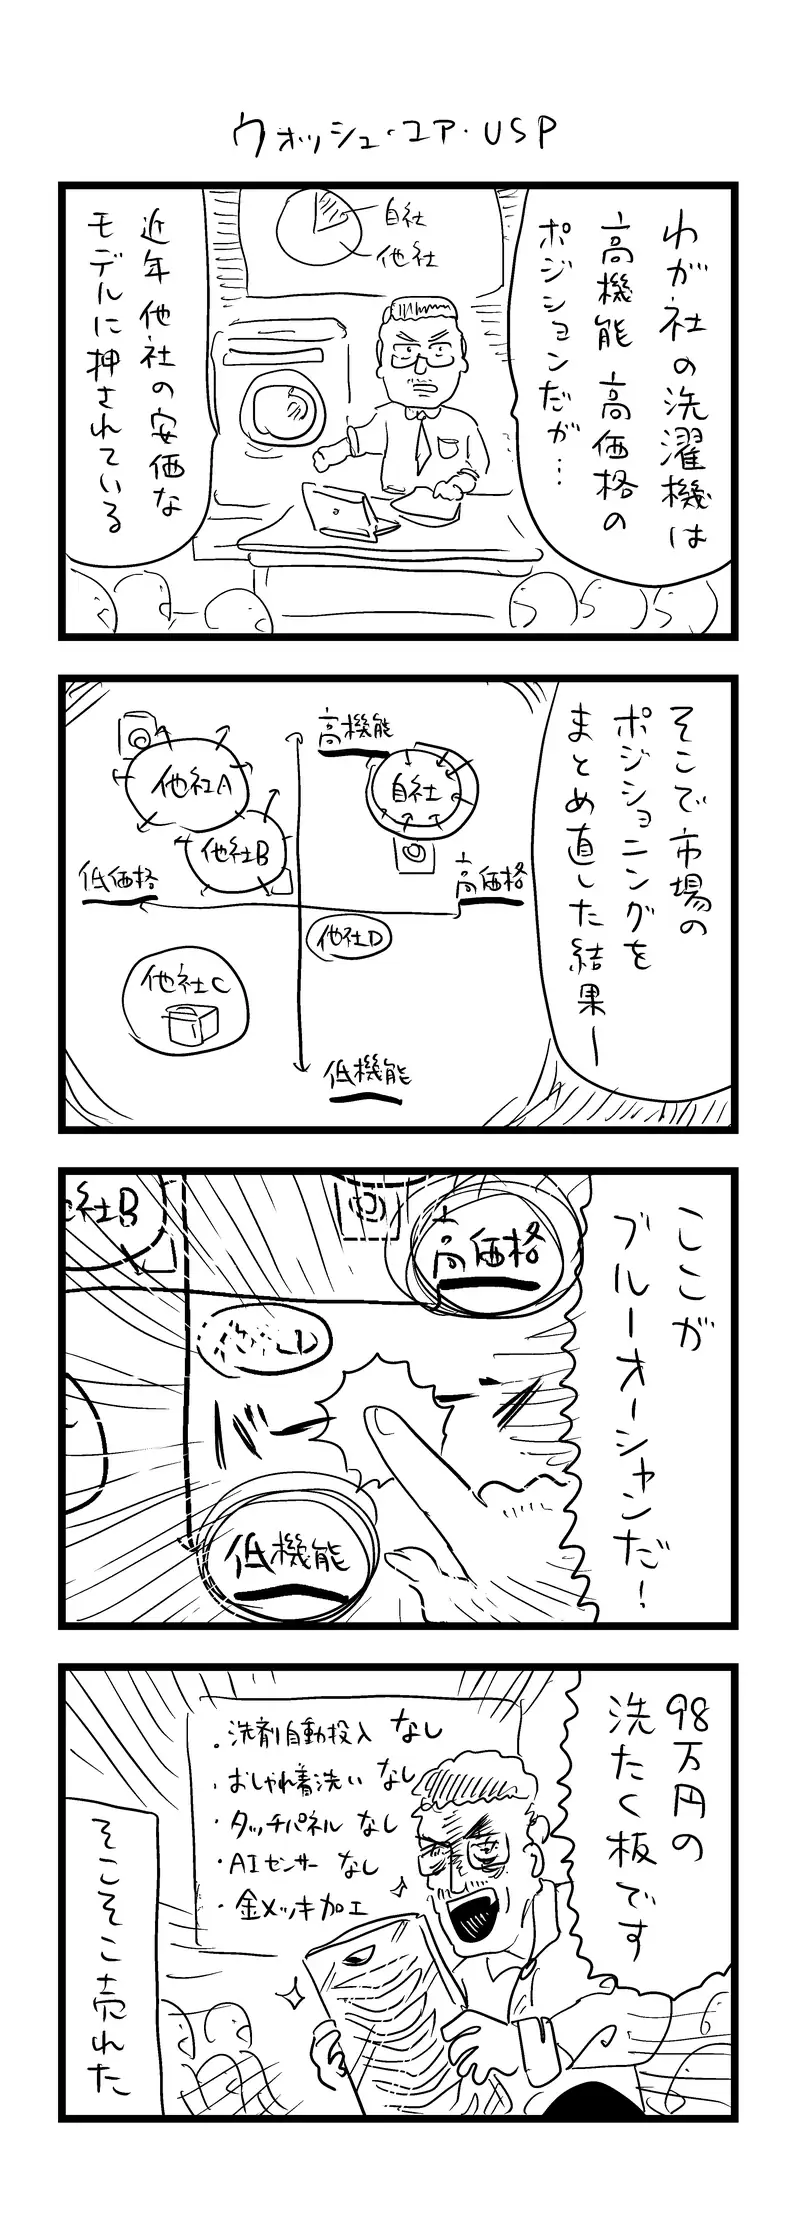 ウォッシュ・ユア・USP
わが社の洗濯機は
高機能 高価格の
ポジションだが…
自社
他社
近年他社の安価な
モデルに押されている
そこで市場の
ポジショニングを
まとめ直した結果ー
高機能
他社A
自社
他社B
低価格
高価格
他社D
他社C
低機能
ここが
ブルーオーシャンだ!
他社B
高価格
バーン
低機能
98万円の
洗たく板です
・洗剤自動投入 なし
・おしゃれ着洗い なし
・タッチパネル なし
・AIセンサー なし
・金メッキ加工
そこそこ売れた